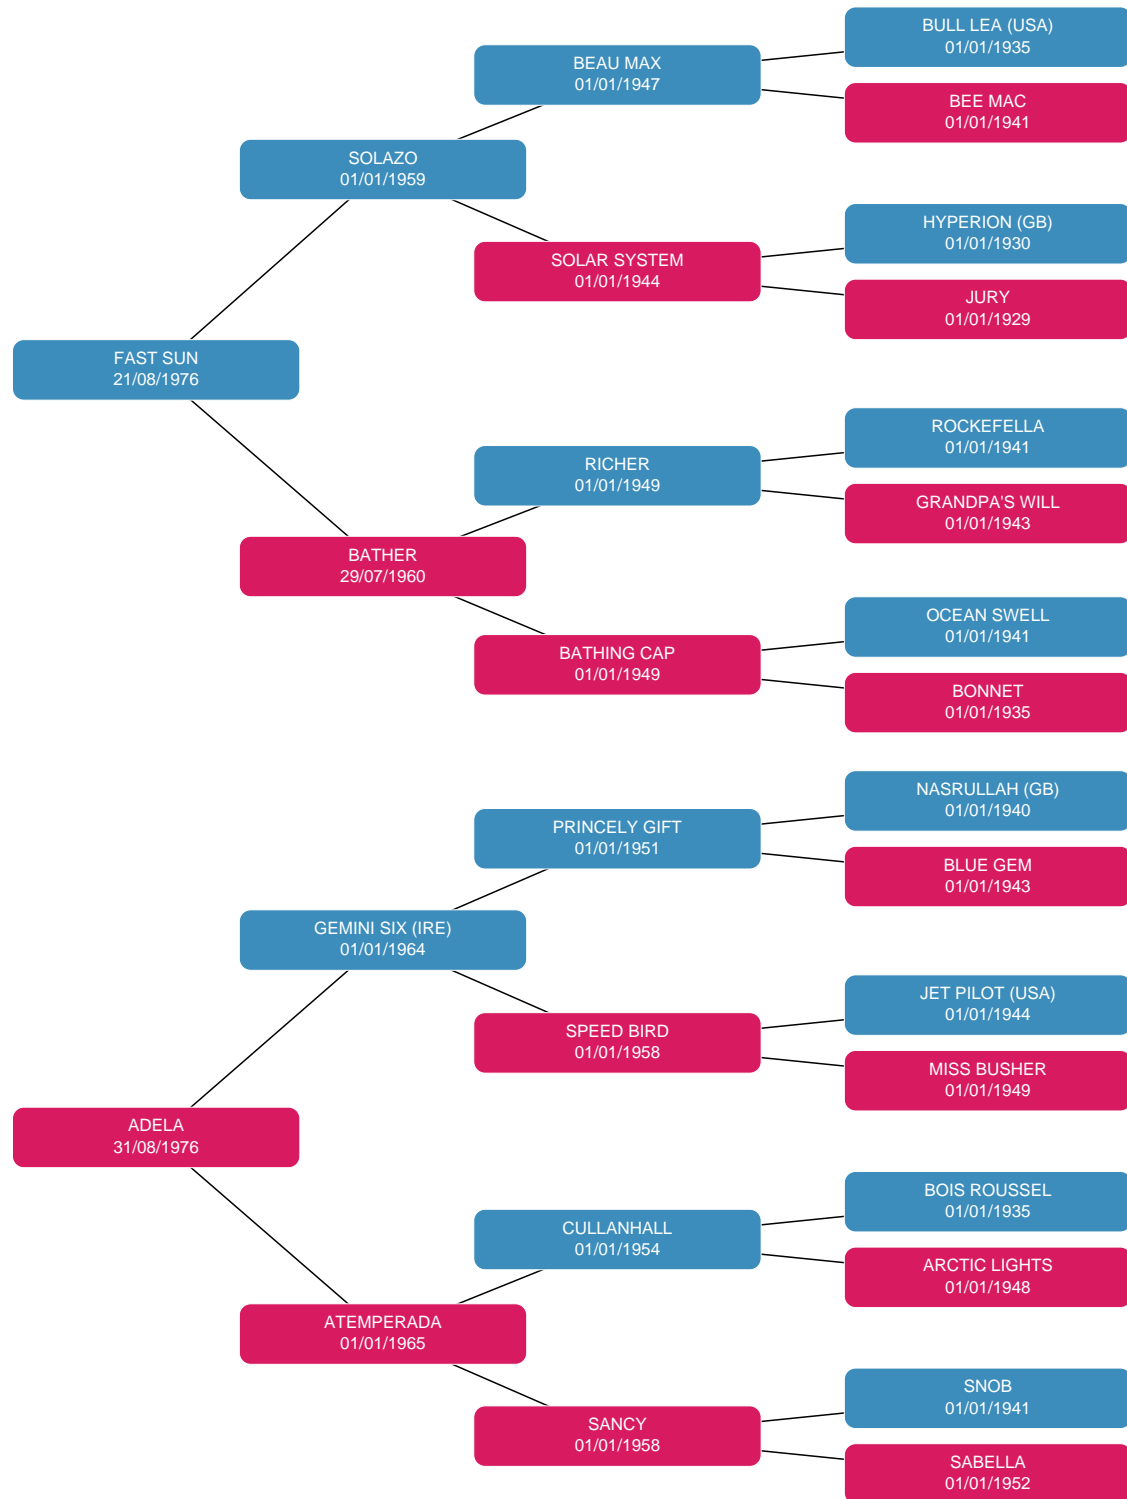 BULL LEA (USA)
01/01/1935
BEAU MAX
01/01/1947
BEE MAC
01/01/1941
SOLAZO
01/01/1959
HYPERION (GB)
01/01/1930
SOLAR SYSTEM
01/01/1944
JURY
01/01/1929
FAST SUN
21/08/1976
ROCKEFELLA
01/01/1941
RICHER
01/01/1949
GRANDPA'S WILL
01/01/1943
BATHER
29/07/1960
OCEAN SWELL
01/01/1941
BATHING CAP
01/01/1949
BONNET
01/01/1935
NASRULLAH (GB)
01/01/1940
PRINCELY GIFT
01/01/1951
BLUE GEM
01/01/1943
GEMINI SIX (IRE)
01/01/1964
JET PILOT (USA)
01/01/1944
SPEED BIRD
01/01/1958
MISS BUSHER
01/01/1949
ADELA
31/08/1976
BOIS ROUSSEL
01/01/1935
CULLANHALL
01/01/1954
ARCTIC LIGHTS
01/01/1948
ATEMPERADA
01/01/1965
SNOB
01/01/1941
SANCY
01/01/1958
SABELLA
01/01/1952